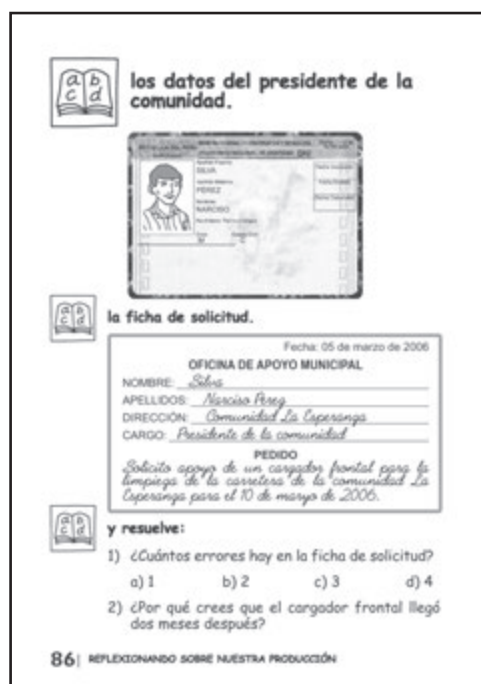 a b
c d
los datos del presidente de la
comunidad.
SILVA
PEREZ
NARCISO
a b
c d
la ficha de solicitud.
Fecha: 05 de marzo de 2006
OFICINA DE APOYO MUNICIPAL
NOMBRE: Silva
APELLIDOS: Narciso Perez
DIRECCIÓN: Comunidad La Esperanza
CARGO: Presidente de la comunidad
PEDIDO
Solicito apoyo de un cargador frontal para la
limpieza de la carretera de la comunidad La
Esperanza para el 10 de mayo de 2006.
a b
c d
y resuelve:
1) ¿Cuántos errores hay en la ficha de solicitud?
a) 1 b) 2 c) 3 d) 4
2) ¿Por qué crees que el cargador frontal llegó
dos meses después?
86| REFLEXIONANDO SOBRE NUESTRA PRODUCCIÓN